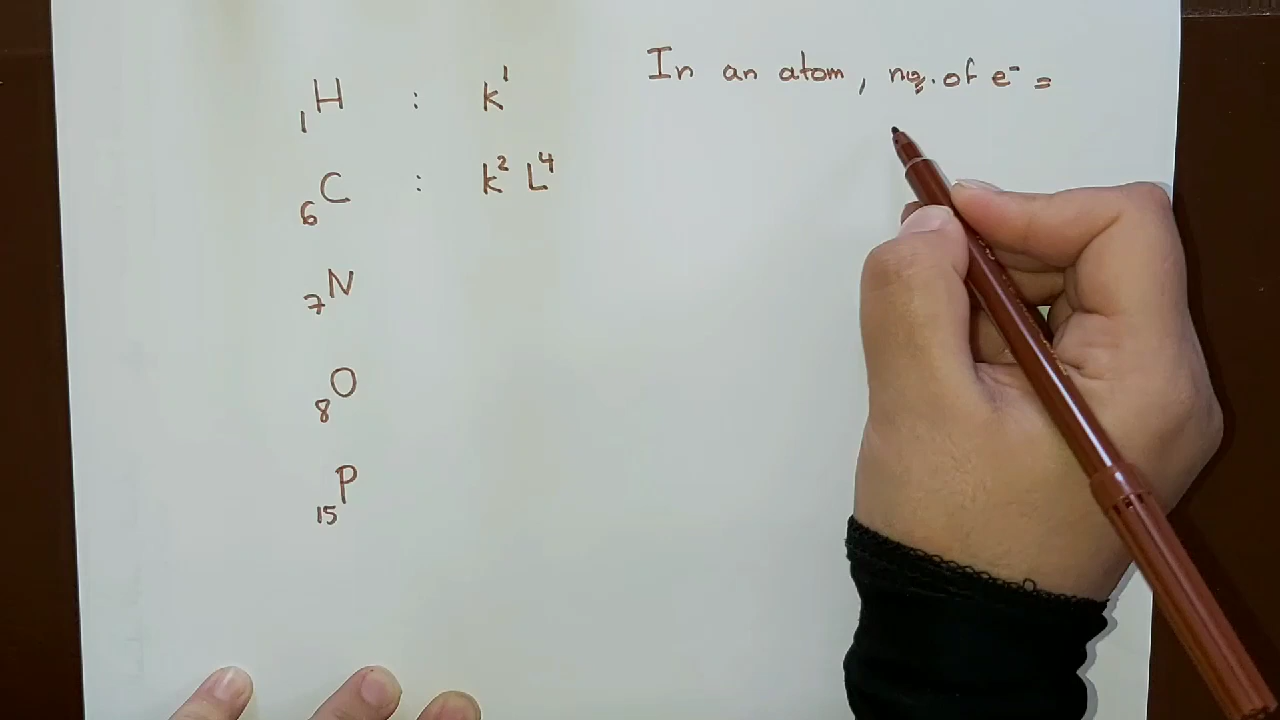 ₁H : K¹
₆C : K² L⁴
₇N
₈O
₁₅P
In an atom, no. of e⁻ =